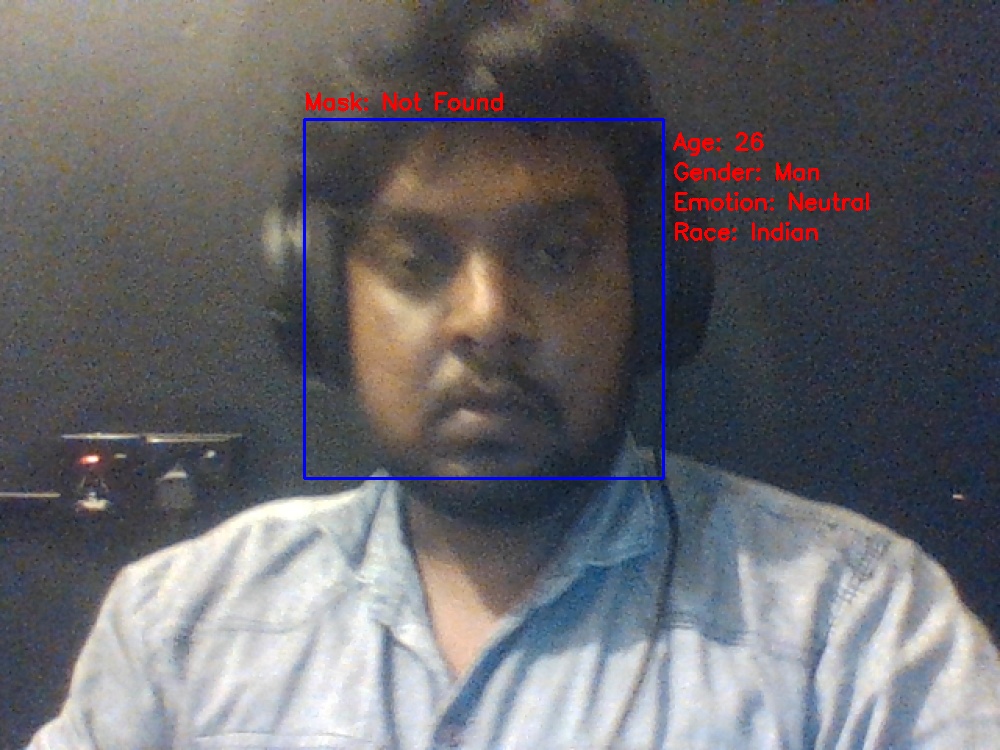 Mask: Not Found
Age: 26
Gender: Man
Emotion: Neutral
Race: Indian